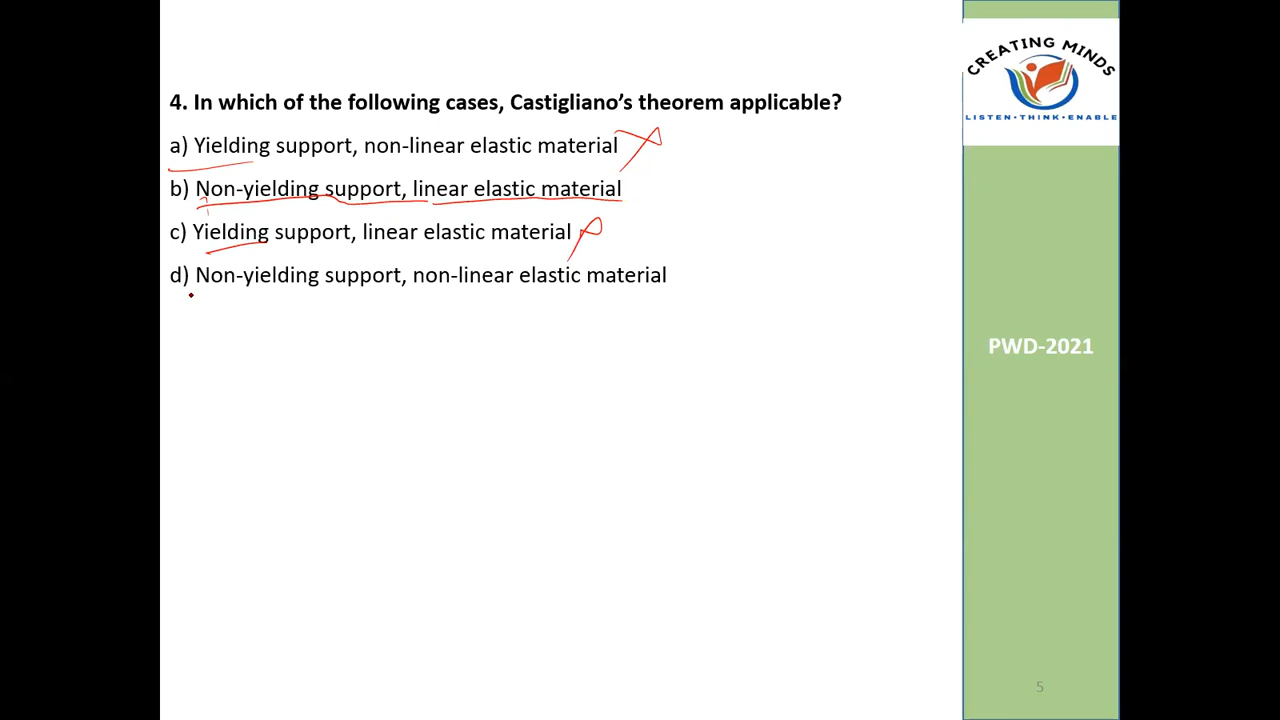 4. In which of the following cases, Castigliano’s theorem applicable?
a) Yielding support, non-linear elastic material
b) Non-yielding support, linear elastic material
c) Yielding support, linear elastic material
d) Non-yielding support, non-linear elastic material
CREATING MINDS
LISTEN•THINK•ENABLE
PWD-2021
5